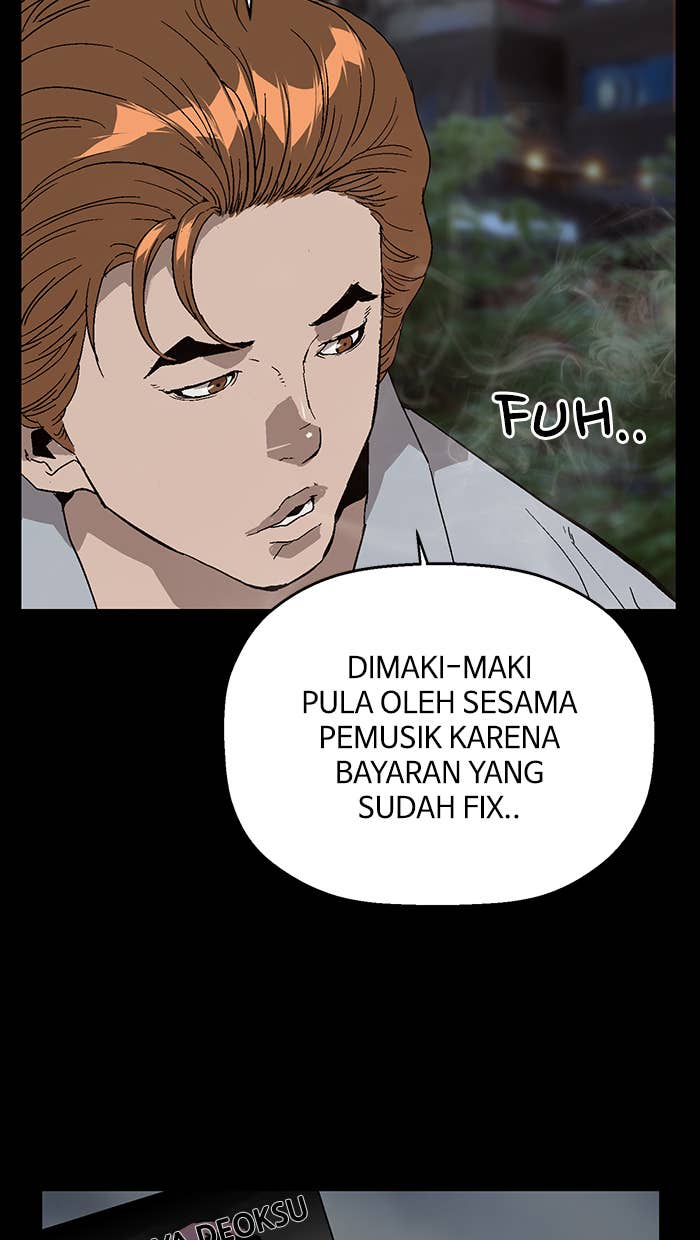 FUH..
DIMAKI-MAKI
PULA OLEH SESAMA
PEMUSIK KARENA
BAYARAN YANG
SUDAH FIX..
DEOKSU